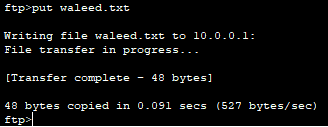 ftp>put waleed.txt
Writing file waleed.txt to 10.0.0.1:
File transfer in progress...
[Transfer complete - 48 bytes]
48 bytes copied in 0.091 secs (527 bytes/sec)
ftp>